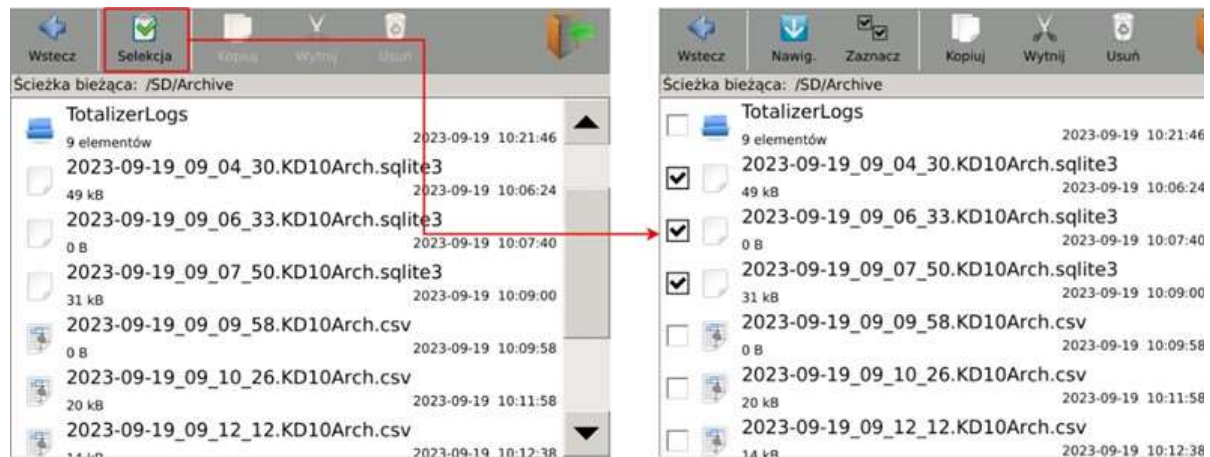 Wstecz Selekcja Kopiuj Wytnij Usuń
Ścieżka bieżąca: /SD/Archive
TotalizerLogs
9 elementów 2023-09-19 10:21:46
2023-09-19_09_04_30.KD10Arch.sqlite3
49 kB 2023-09-19 10:06:24
2023-09-19_09_06_33.KD10Arch.sqlite3
0 B 2023-09-19 10:07:40
2023-09-19_09_07_50.KD10Arch.sqlite3
31 kB 2023-09-19 10:09:00
2023-09-19_09_09_58.KD10Arch.csv
0 B 2023-09-19 10:09:58
2023-09-19_09_10_26.KD10Arch.csv
20 kB 2023-09-19 10:11:58
2023-09-19_09_12_12.KD10Arch.csv
14 kB 2023-09-19 10:12:38
Wstecz Nawig. Zaznacz Kopiuj Wytnij Usuń
Ścieżka bieżąca: /SD/Archive
TotalizerLogs
9 elementów 2023-09-19 10:21:46
2023-09-19_09_04_30.KD10Arch.sqlite3
49 kB 2023-09-19 10:06:24
2023-09-19_09_06_33.KD10Arch.sqlite3
0 B 2023-09-19 10:07:40
2023-09-19_09_07_50.KD10Arch.sqlite3
31 kB 2023-09-19 10:09:00
2023-09-19_09_09_58.KD10Arch.csv
0 B 2023-09-19 10:09:58
2023-09-19_09_10_26.KD10Arch.csv
20 kB 2023-09-19 10:11:58
2023-09-19_09_12_12.KD10Arch.csv
14 kB 2023-09-19 10:12:38